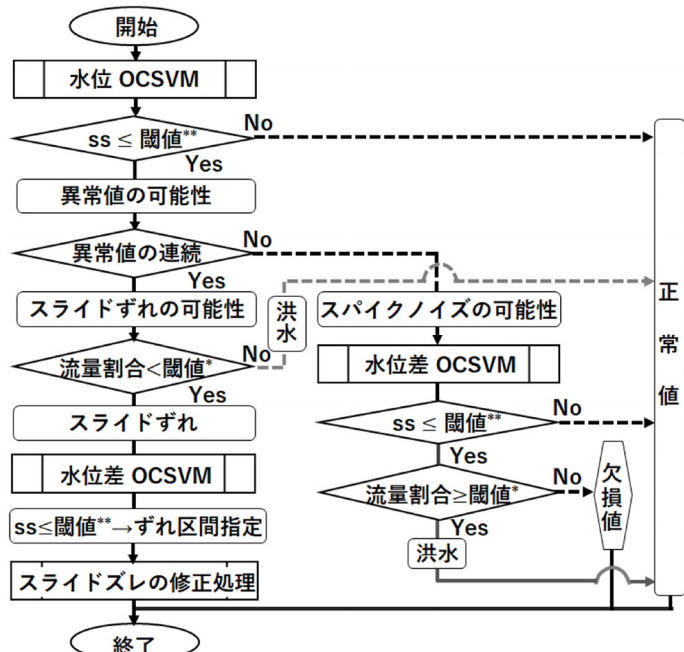 開始
水位 OCSVM
ss ≤ 閾値**
No
Yes
異常値の可能性
異常値の連続
No
Yes
スライドずれの可能性
流量割合<閾値*
No
洪水
Yes
スライドずれ
水位差 OCSVM
ss≤閾値**→ずれ区間指定
スライドズレの修正処理
終了
スパイクノイズの可能性
水位差 OCSVM
ss ≤ 閾値**
No
Yes
流量割合≥閾値*
No
Yes
洪水
欠損値
正常値